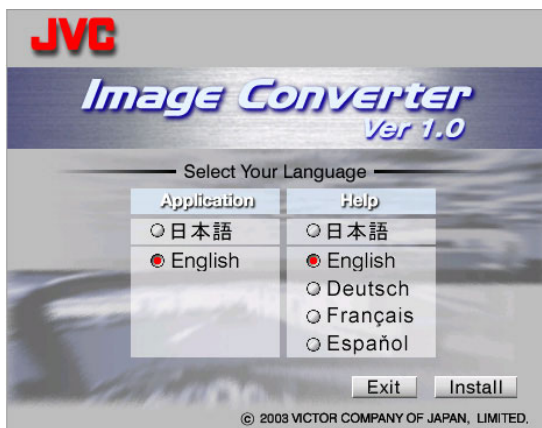 JVC
Image Converter
Ver 1.0
Select Your Language
Application
Help
日本語
日本語
English
English
Deutsch
Français
Espaňol
Exit
Install
© 2003 VICTOR COMPANY OF JAPAN, LIMITED.